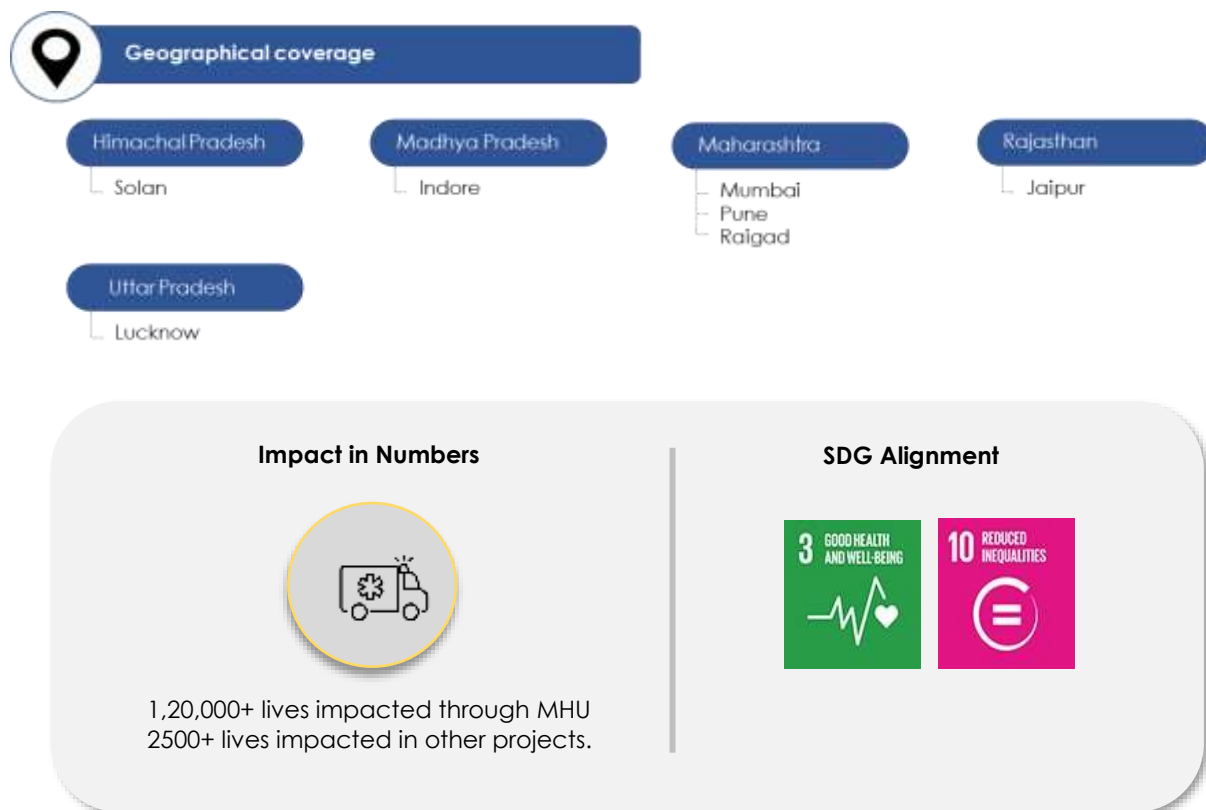 Geographical coverage
Himachal Pradesh
Solan
Madhya Pradesh
Indore
Maharashtra
Mumbai
Pune
Raigad
Rajasthan
Jaipur
Uttar Pradesh
Lucknow
Impact in Numbers
1,20,000+ lives impacted through MHU
2500+ lives impacted in other projects.
SDG Alignment
3 GOOD HEALTH
AND WELL-BEING
10 REDUCED
INEQUALITIES